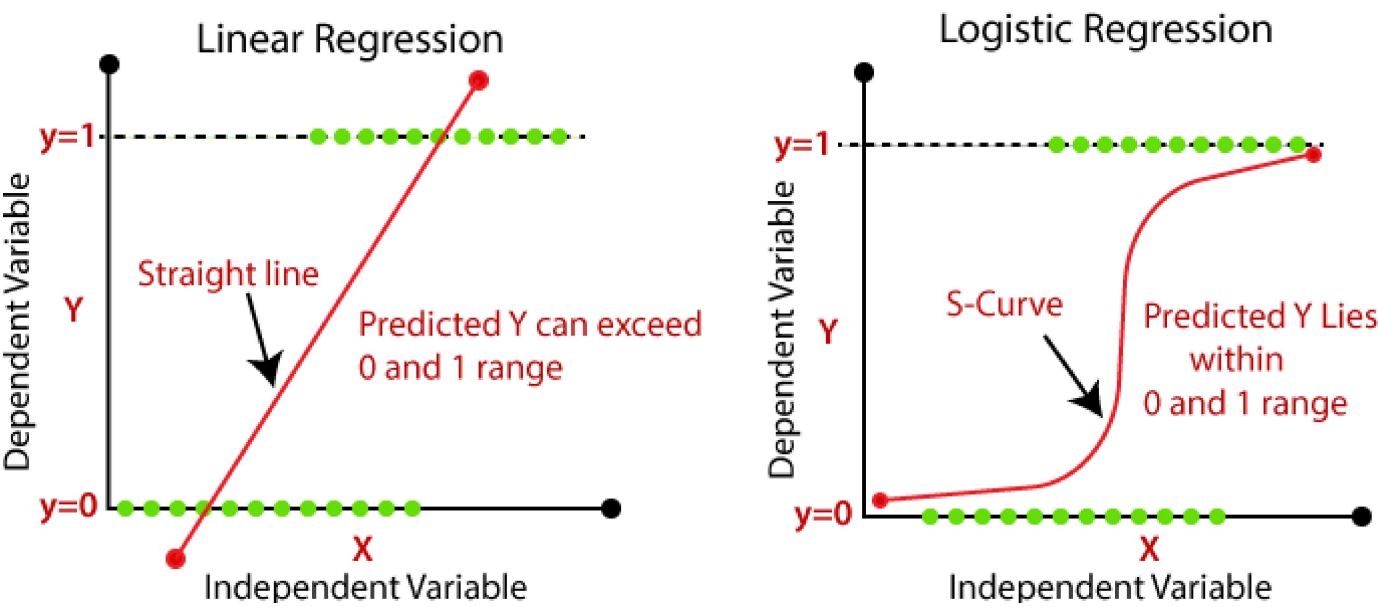 Linear Regression
y=1
Dependent Variable
Y
Straight line
Predicted Y can exceed
0 and 1 range
y=0
X
Independent Variable
Logistic Regression
y=1
Dependent Variable
Y
S-Curve
Predicted Y Lies
within
0 and 1 range
y=0
X
Independent Variable